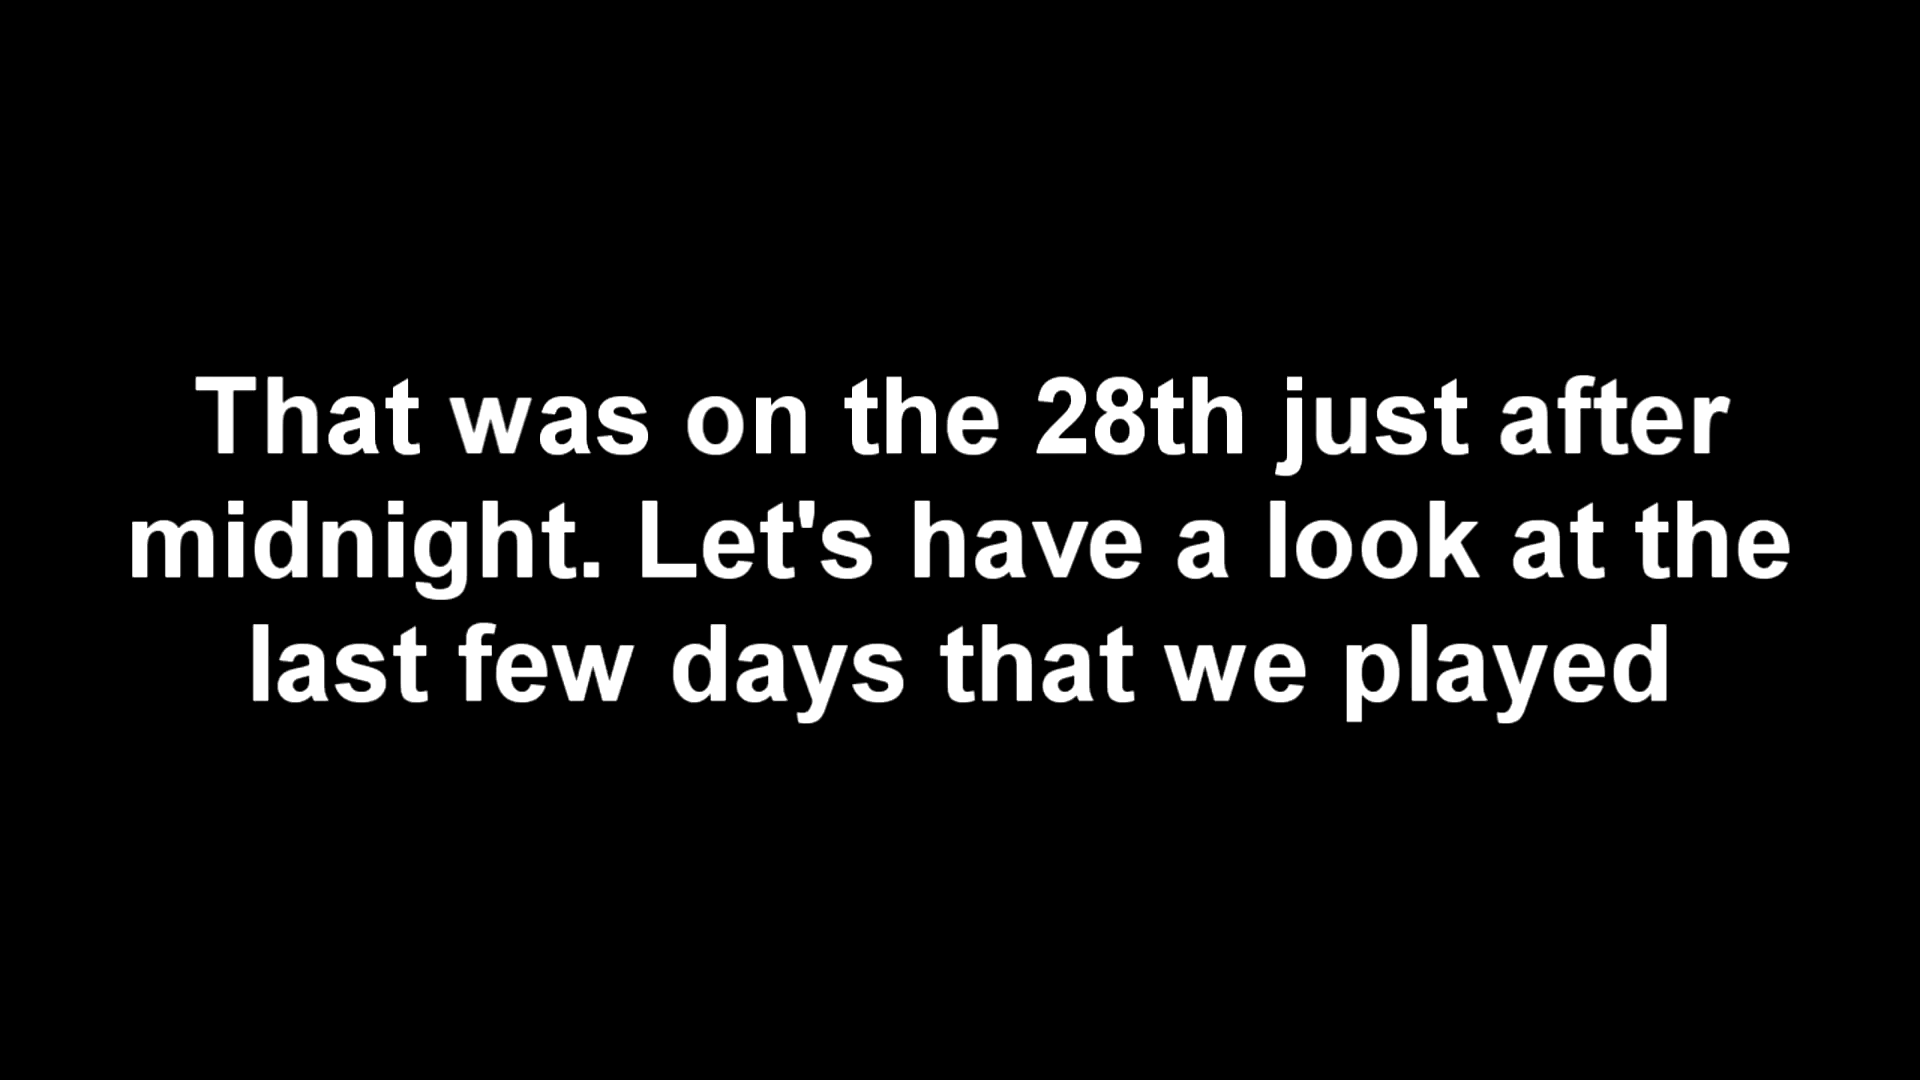 That was on the 28th just after
midnight. Let's have a look at the
last few days that we played